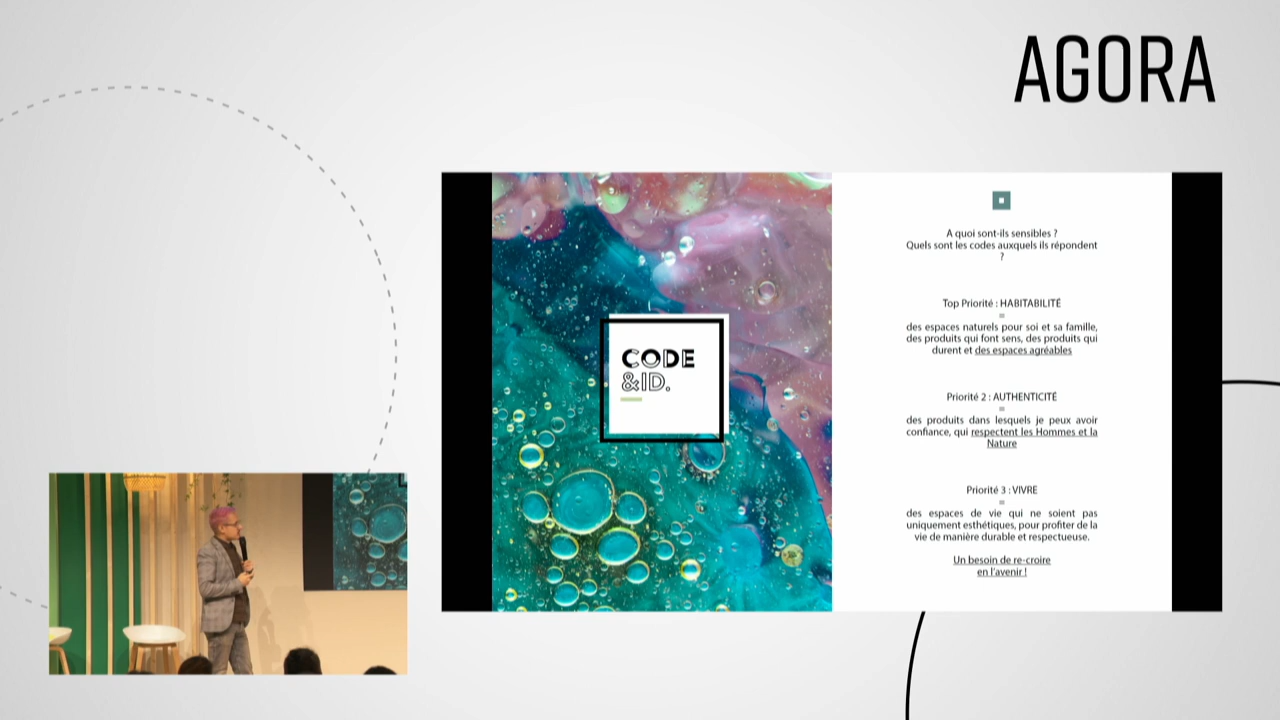 AGORA
CODE
&ID.
A quoi sont-ils sensibles ?
Quels sont les codes auxquels ils répondent
?
Top Priorité : HABITABILITÉ
=
des espaces naturels pour soi et sa famille,
des produits qui font sens, des produits qui
durent et des espaces agréables
Priorité 2 : AUTHENTICITÉ
=
des produits dans lesquels je peux avoir
confiance, qui respectent les Hommes et la
Nature
Priorité 3 : VIVRE
=
des espaces de vie qui ne soient pas
uniquement esthétiques, pour profiter de la
vie de manière durable et respectueuse.
Un besoin de re-croire
en l'avenir !